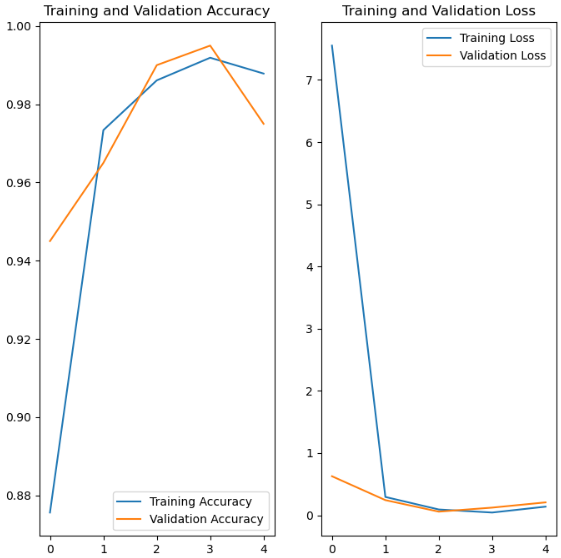 Training and Validation Accuracy
1.00
0.98
0.96
0.94
0.92
0.90
0.88
Training Accuracy
Validation Accuracy
0 1 2 3 4
Training and Validation Loss
Training Loss
Validation Loss
7
6
5
4
3
2
1
0
0 1 2 3 4